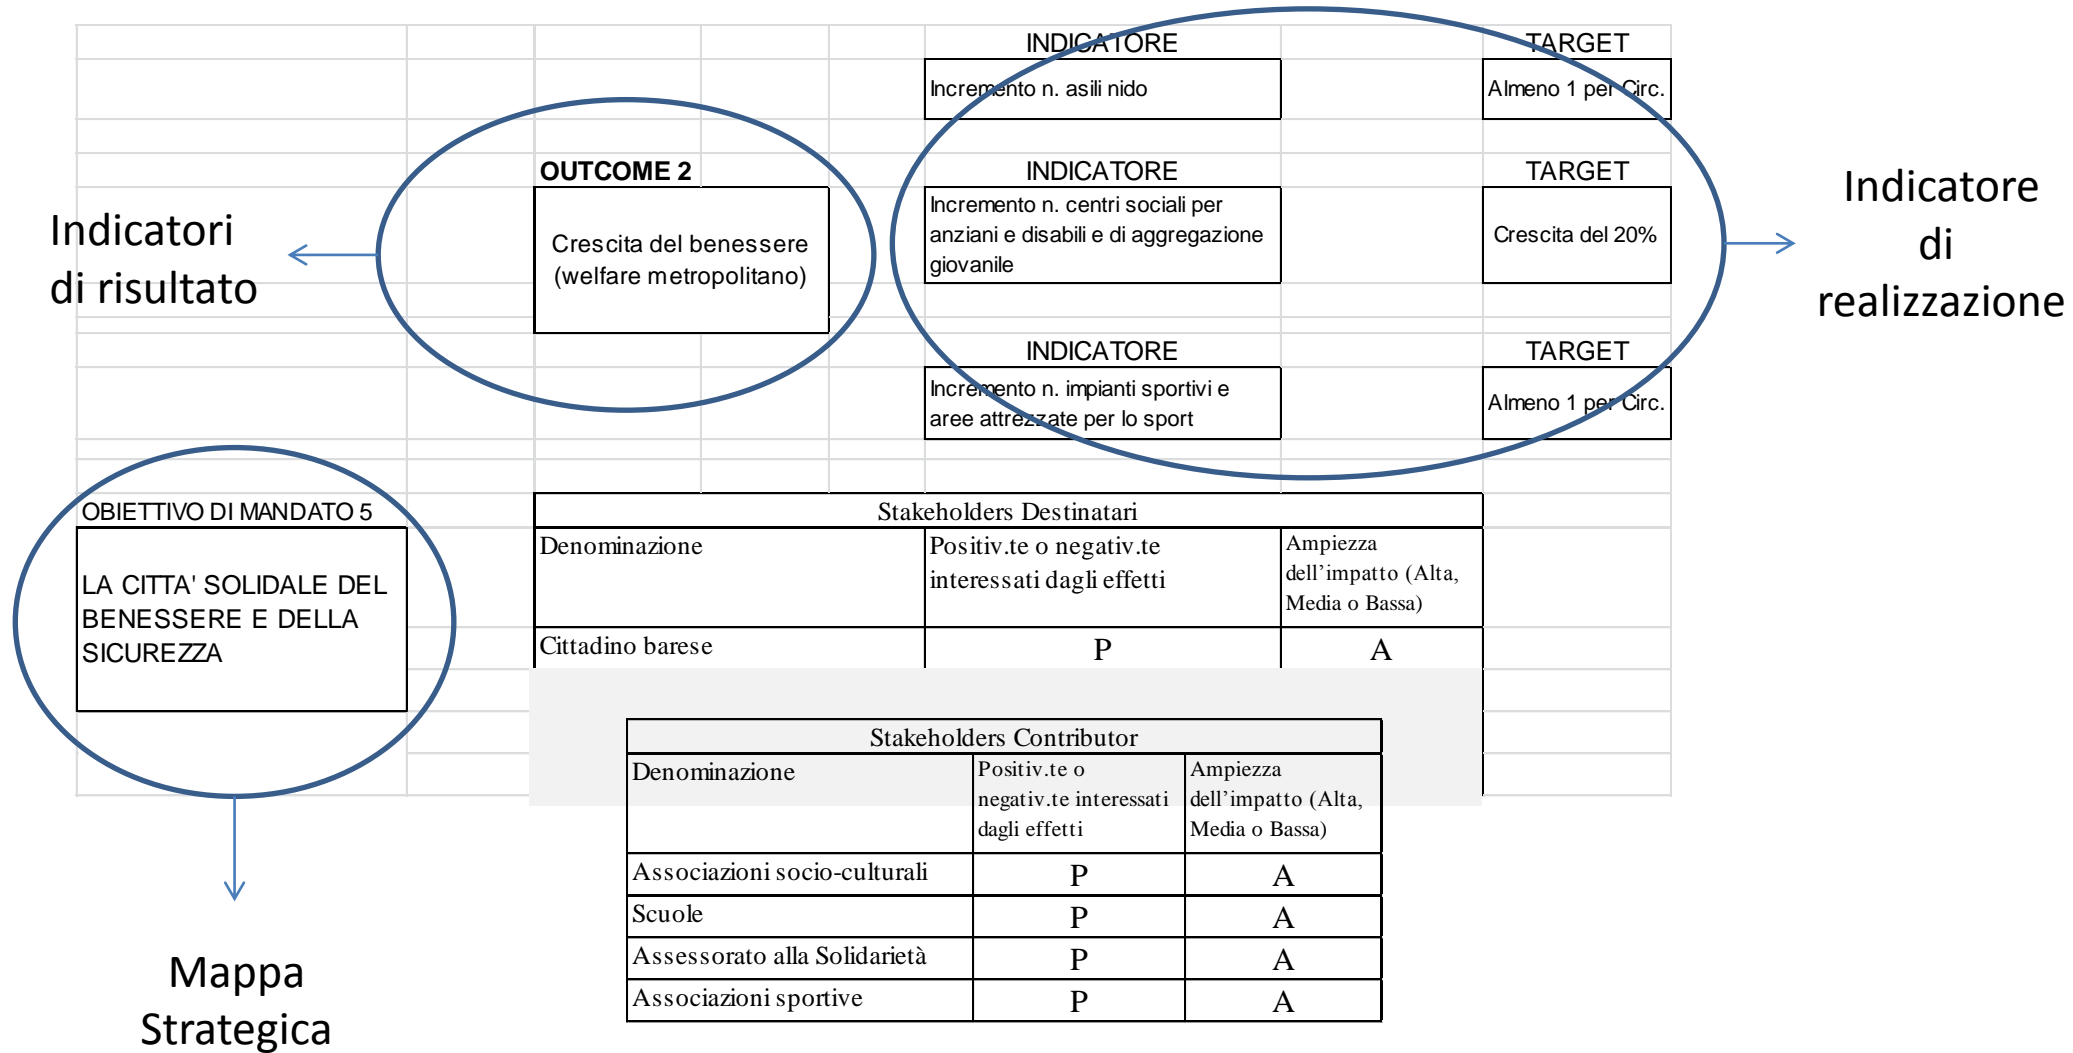 INDICATORE
TARGET
Incremento n. asili nido
Almeno 1 per Circ.
OUTCOME 2
INDICATORE
TARGET
Indicatori
di risultato
Crescita del benessere
(welfare metropolitano)
Incremento n. centri sociali per
anziani e disabili e di aggregazione
giovanile
Crescita del 20%
Indicatore
di
realizzazione
INDICATORE
TARGET
Incremento n. impianti sportivi e
aree attrezzate per lo sport
Almeno 1 per Circ.
OBIETTIVO DI MANDATO 5
LA CITTA' SOLIDALE DEL
BENESSERE E DELLA
SICUREZZA
Stakeholders Destinatari
Denominazione
Positiv.te o negativ.te
interessati dagli effetti
Ampiezza
dell’impatto (Alta,
Media o Bassa)
Cittadino barese
P
A
Stakeholders Contributor
Denominazione
Positiv.te o
negativ.te interessati
dagli effetti
Ampiezza
dell’impatto (Alta,
Media o Bassa)
Associazioni socio-culturali
P
A
Scuole
P
A
Assessorato alla Solidarietà
P
A
Associazioni sportive
P
A
Mappa
Strategica